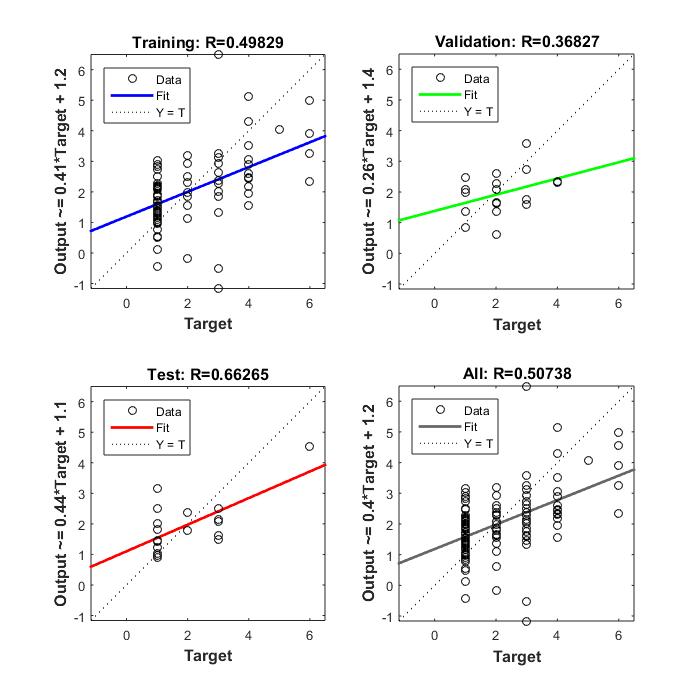 Training: R=0.49829
Output ~= 0.41*Target + 1.2
6
5
4
3
2
1
0
-1
Data
Fit
Y = T
0 2 4 6
Target
Validation: R=0.36827
Output ~= 0.26*Target + 1.4
6
5
4
3
2
1
0
-1
Data
Fit
Y = T
0 2 4 6
Target
Test: R=0.66265
Output ~= 0.44*Target + 1.1
6
5
4
3
2
1
0
-1
Data
Fit
Y = T
0 2 4 6
Target
All: R=0.50738
Output ~= 0.4*Target + 1.2
6
5
4
3
2
1
0
-1
Data
Fit
Y = T
0 2 4 6
Target